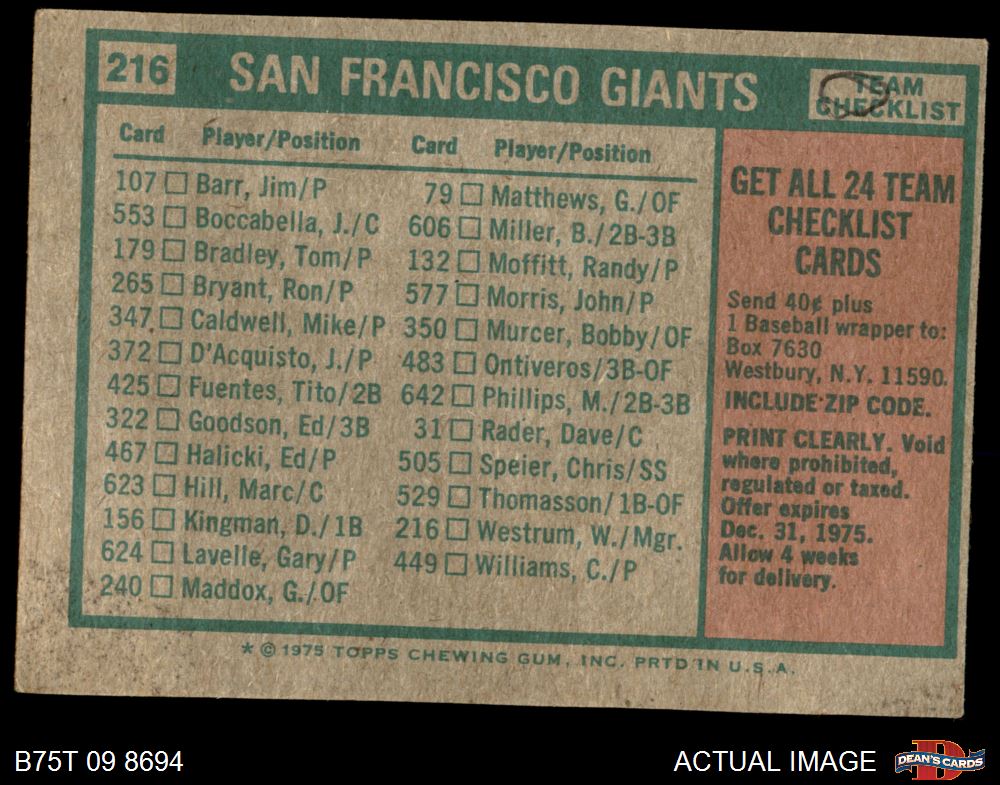 216 SAN FRANCISCO GIANTS TEAM CHECKLIST
Card Player/Position
107 Barr, Jim/P
553 Boccabella, J./C
179 Bradley, Tom/P
265 Bryant, Ron/P
347 Caldwell, Mike/P
372 D'Acquisto, J./P
425 Fuentes, Tito/2B
322 Goodson, Ed/3B
467 Halicki, Ed/P
623 Hill, Marc/C
156 Kingman, D./1B
624 Lavelle, Gary/P
240 Maddox, G./OF
Card Player/Position
79 Matthews, G./OF
606 Miller, B./2B-3B
132 Moffitt, Randy/P
577 Morris, John/P
350 Murcer, Bobby/OF
483 Ontiveros/3B-OF
642 Phillips, M./2B-3B
31 Rader, Dave/C
505 Speier, Chris/SS
529 Thomasson/1B-OF
216 Westrum, W./Mgr.
449 Williams, C./P
GET ALL 24 TEAM
CHECKLIST
CARDS
Send 40¢ plus
1 Baseball wrapper to:
Box 7630
Westbury, N.Y. 11590.
INCLUDE ZIP CODE.
PRINT CLEARLY. Void
where prohibited,
regulated or taxed.
Offer expires
Dec. 31, 1975.
Allow 4 weeks
for delivery.
* © 1975 TOPPS CHEWING GUM, INC. PRTD IN U.S.A.
B75T 09 8694
ACTUAL IMAGE
DEAN'S CARDS